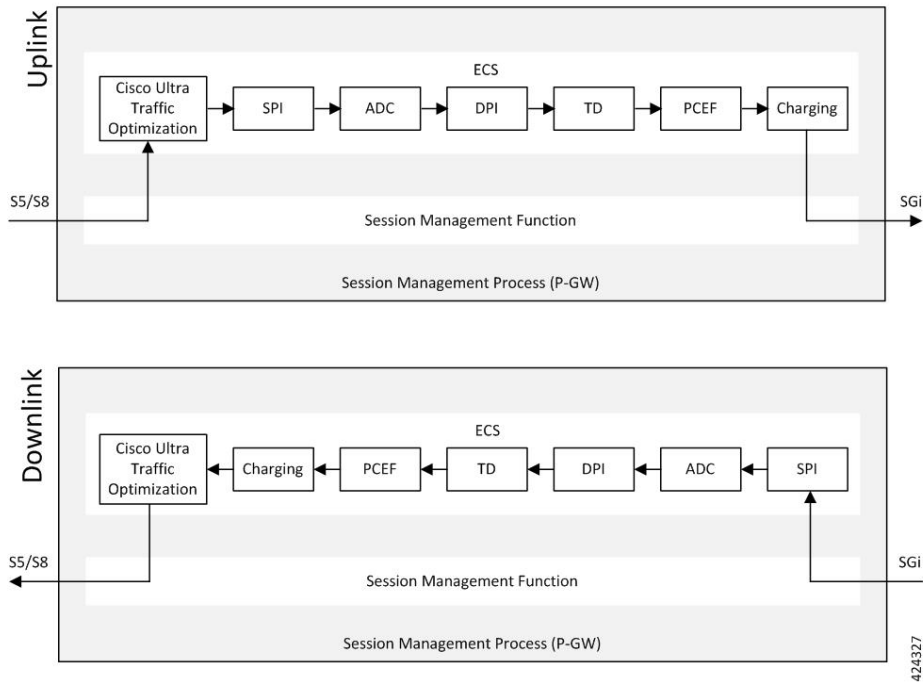 Uplink
ECS
Cisco Ultra
Traffic
Optimization
SPI
ADC
DPI
TD
PCEF
Charging
S5/S8
SGi
Session Management Function
Session Management Process (P-GW)
Downlink
ECS
Cisco Ultra
Traffic
Optimization
Charging
PCEF
TD
DPI
ADC
SPI
S5/S8
SGi
Session Management Function
Session Management Process (P-GW)
424327